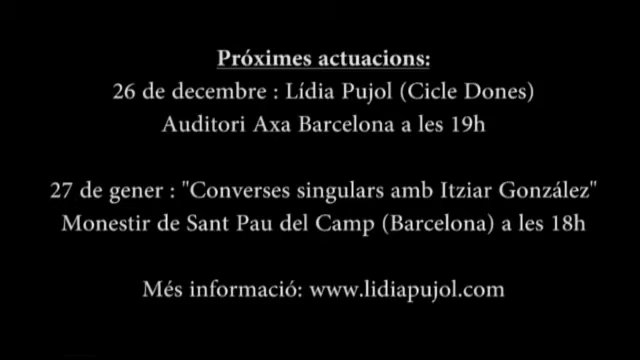 Próximes actuacions:
26 de decembre : Lídia Pujol (Cicle Dones)
Auditori Axa Barcelona a les 19h
27 de gener : "Converses singulars amb Itziar González"
Monestir de Sant Pau del Camp (Barcelona) a les 18h
Més informació: www.lidiapujol.com